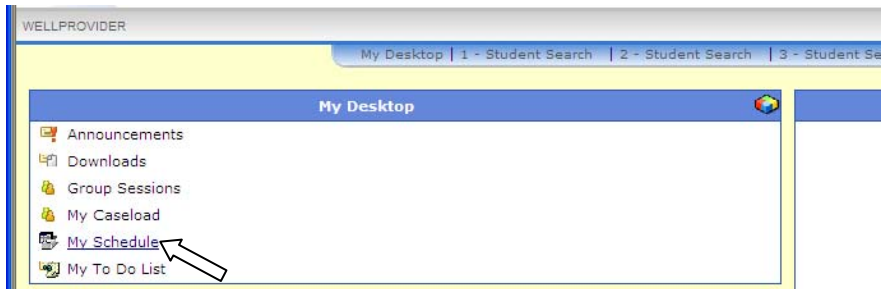 WELLPROVIDER
My Desktop | 1 - Student Search | 2 - Student Search | 3 - Student Se
My Desktop
Announcements
Downloads
Group Sessions
My Caseload
My Schedule
My To Do List